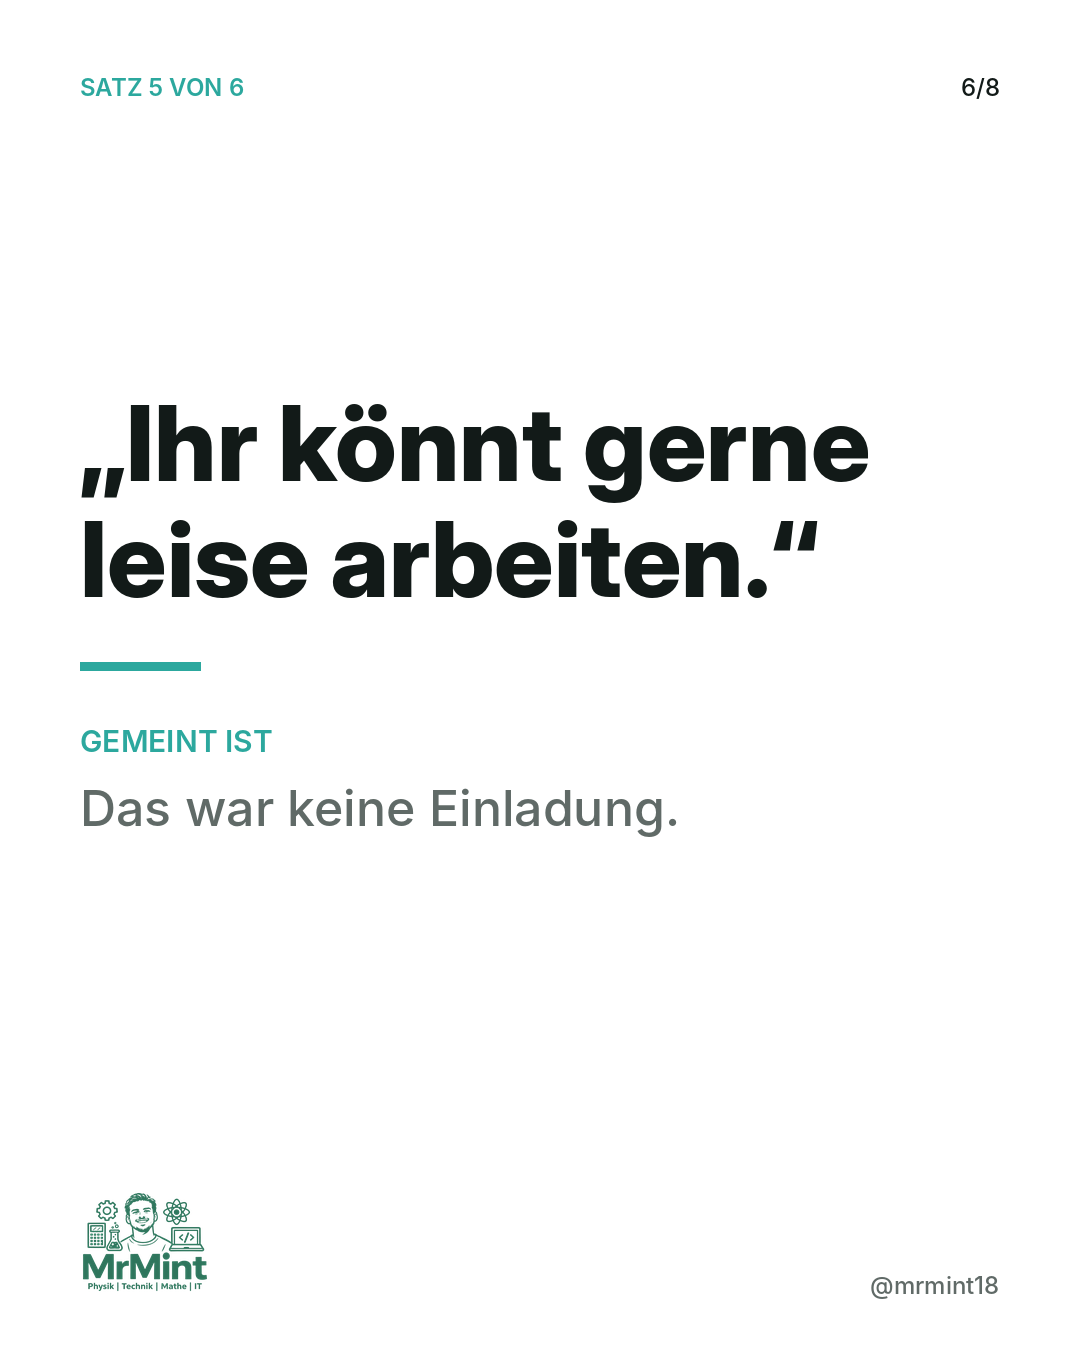 SATZ 5 VON 6
6/8
„Ihr könnt gerne
leise arbeiten.“
GEMEINT IST
Das war keine Einladung.
MrMint
Physik | Technik | Mathe | IT
@mrmint18